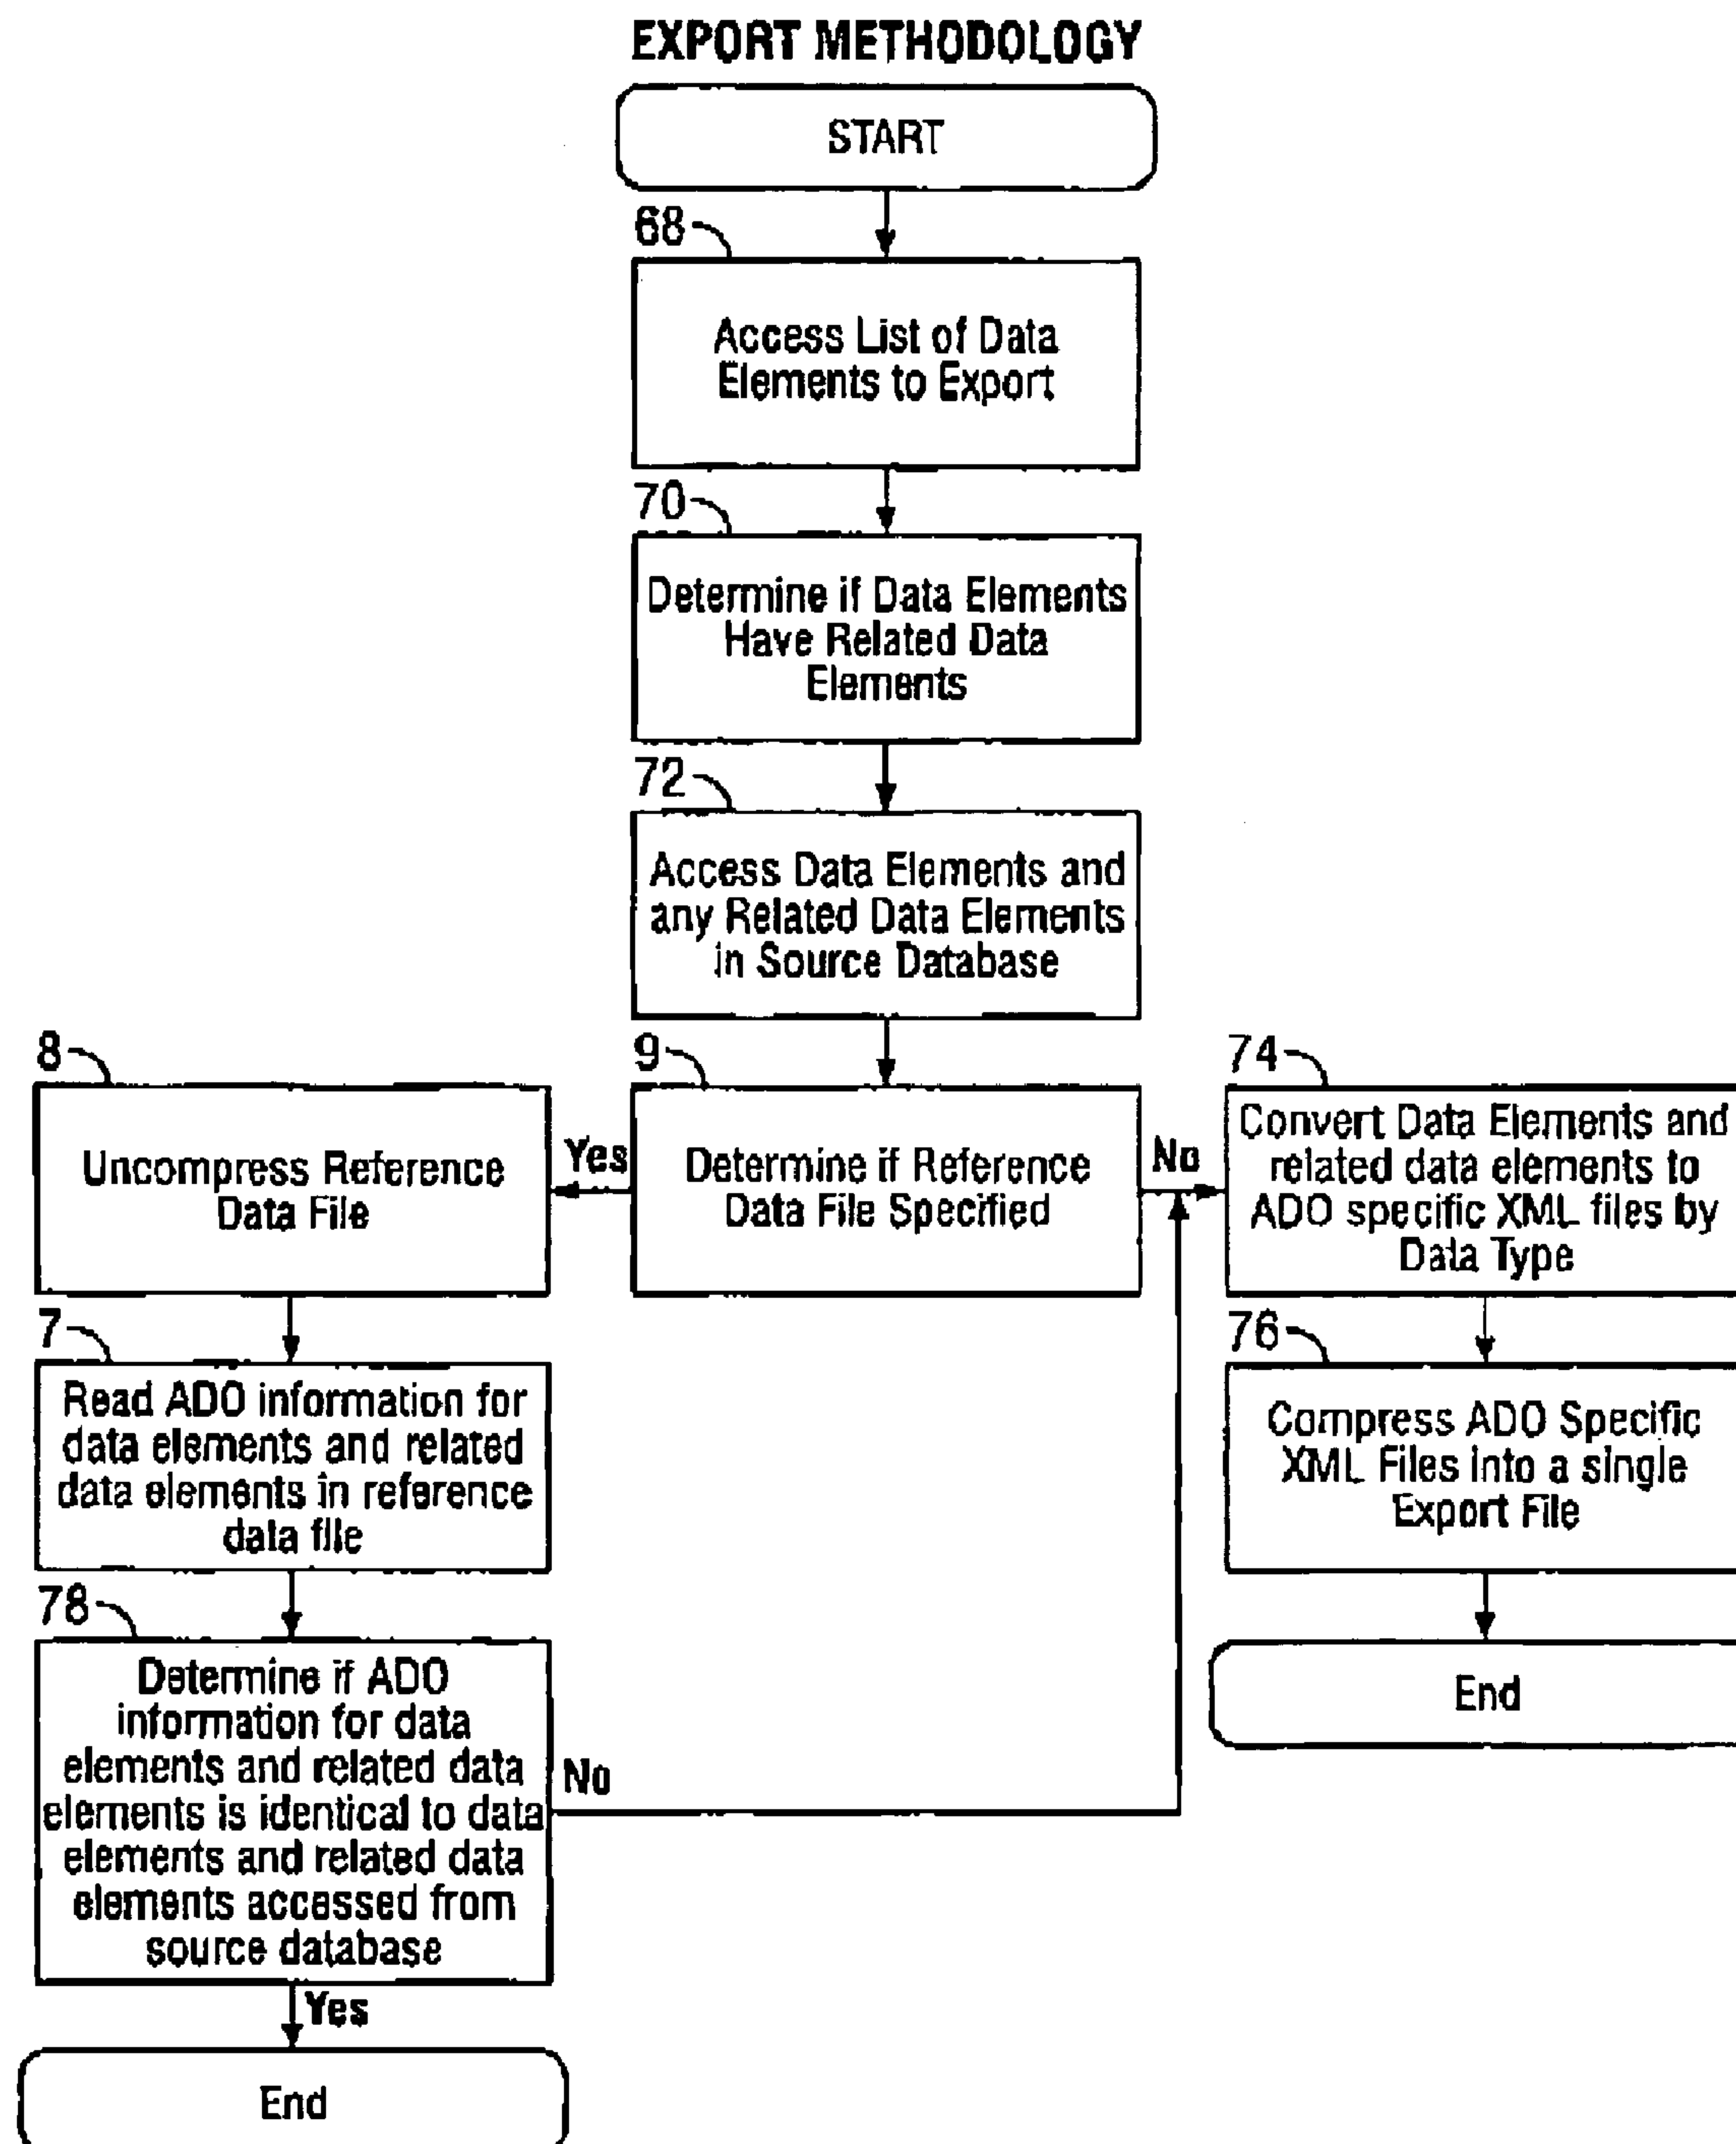 EXPORT METHODOLOGY
START
68
Access List of Data
Elements to Export
70
Determine if Data Elements
Have Related Data
Elements
72
Access Data Elements and
any Related Data Elements
in Source Database
8
Uncompress Reference
Data File
Yes
9
Determine if Reference
Data File Specified
No
74
Convert Data Elements and
related data elements to
ADO specific XML files by
Data Type
7
Read ADO information for
data elements and related
data elements in reference
data file
76
Compress ADO Specific
XML Files into a single
Export File
78
Determine if ADO
information for data
elements and related data
elements is identical to data
elements and related data
elements accessed from
source database
No
End
Yes
End